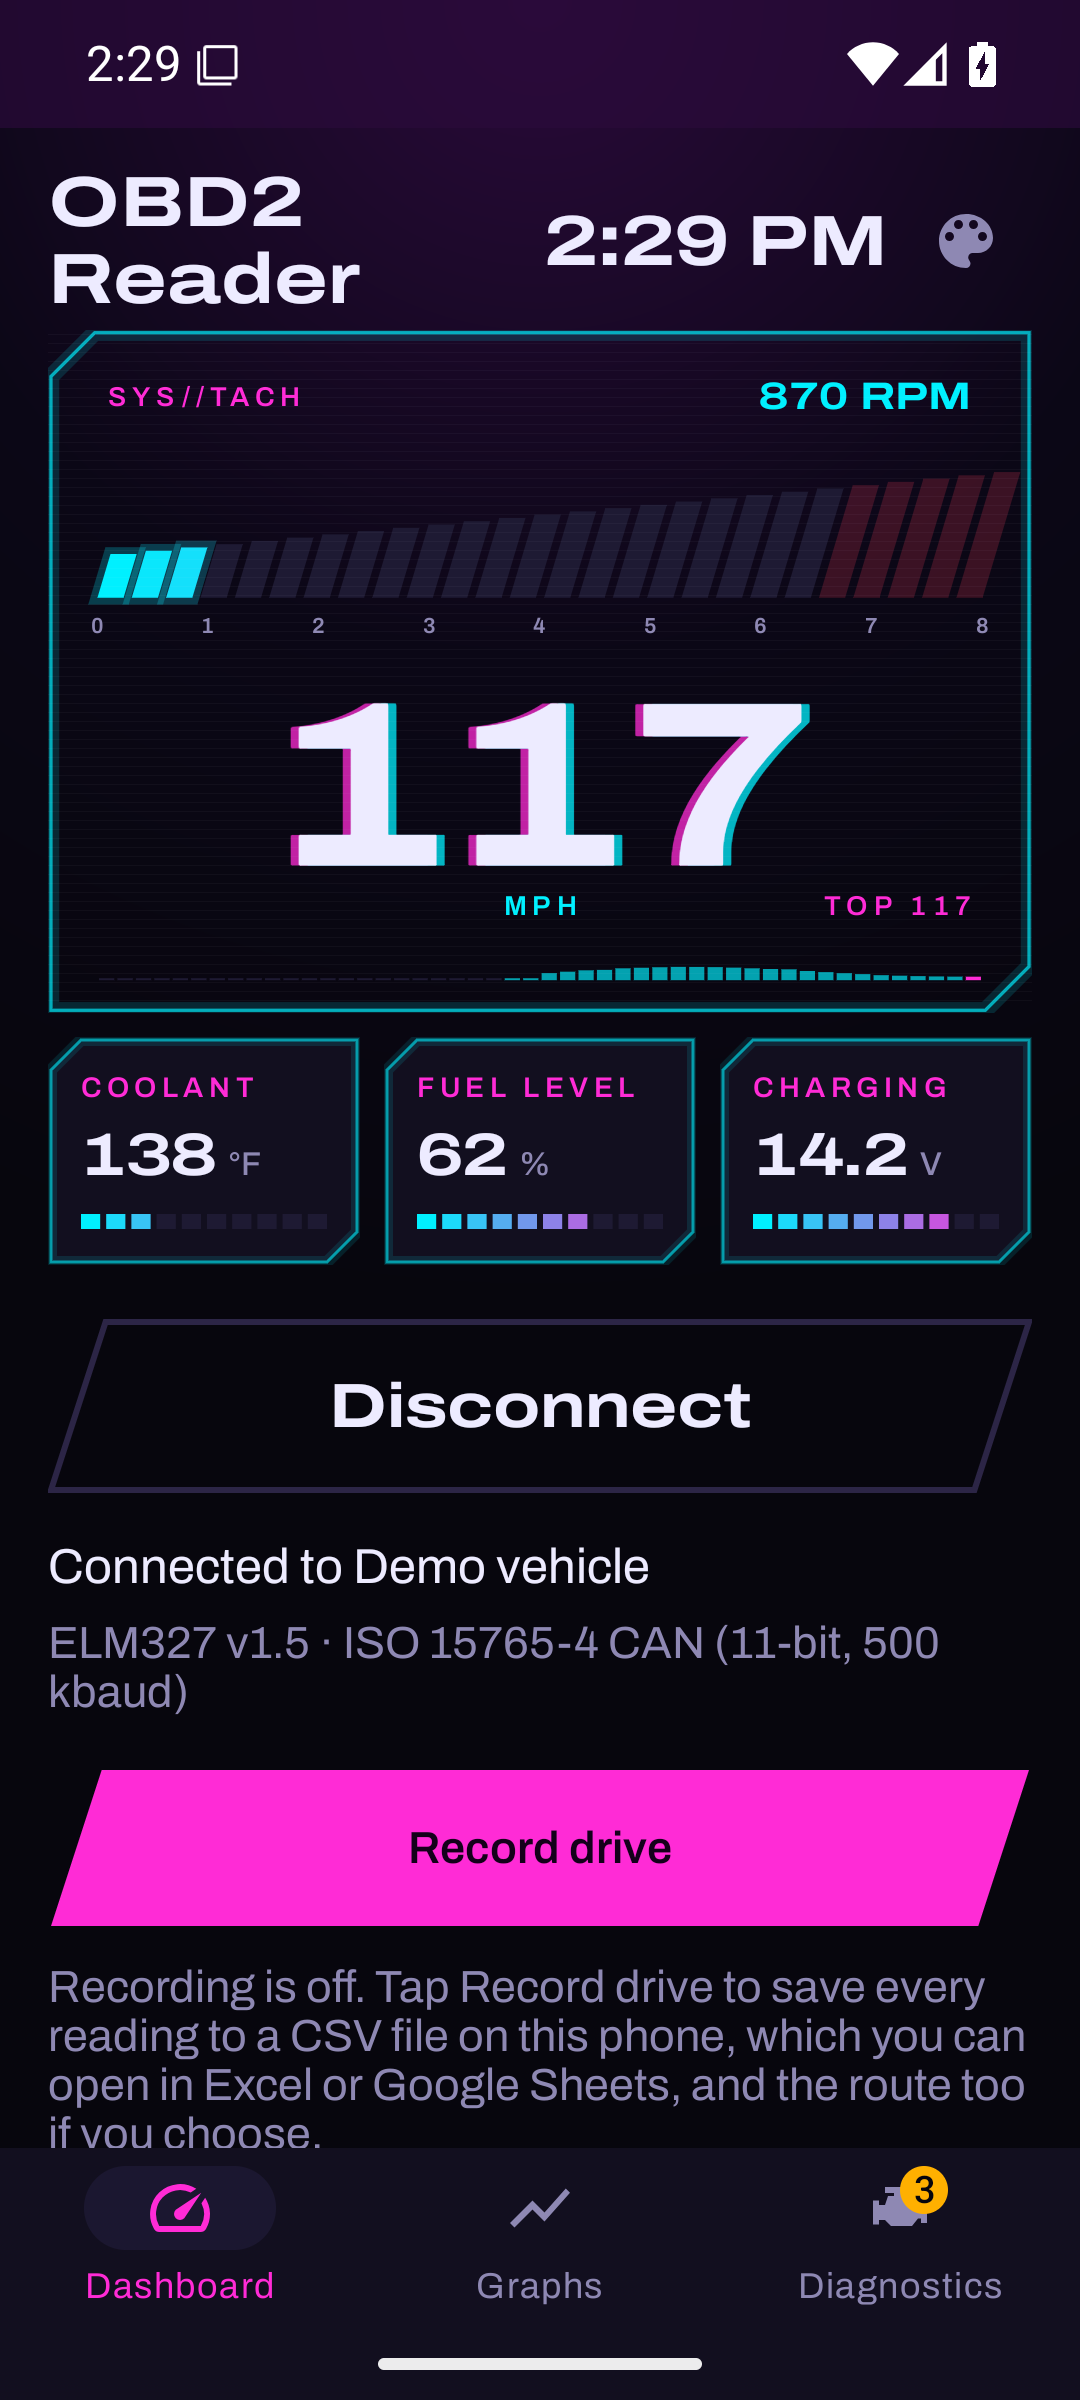 2:29
OBD2
Reader
2:29 PM
SYS//TACH
870 RPM
0 1 2 3 4 5 6 7 8
117
MPH
TOP 117
COOLANT
138 °F
FUEL LEVEL
62 %
CHARGING
14.2 V
Disconnect
Connected to Demo vehicle
ELM327 v1.5 · ISO 15765-4 CAN (11-bit, 500
kbaud)
Record drive
Recording is off. Tap Record drive to save every
reading to a CSV file on this phone, which you can
open in Excel or Google Sheets, and the route too
if you choose.
3
Dashboard
Graphs
Diagnostics